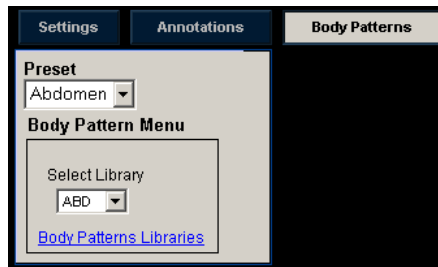 Settings Annotations Body Patterns
Preset
Abdomen
Body Pattern Menu
Select Library
ABD
Body Patterns Libraries